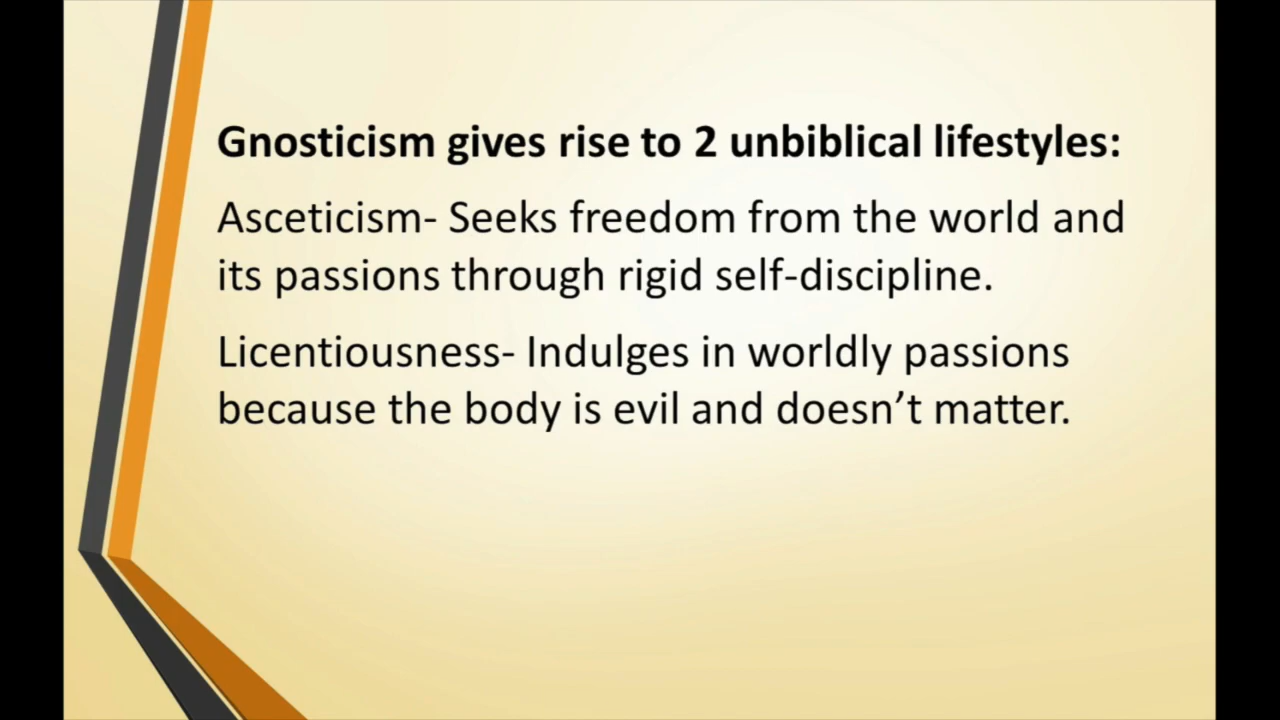 Gnosticism gives rise to 2 unbiblical lifestyles:
Asceticism- Seeks freedom from the world and
its passions through rigid self-discipline.
Licentiousness- Indulges in worldly passions
because the body is evil and doesn’t matter.